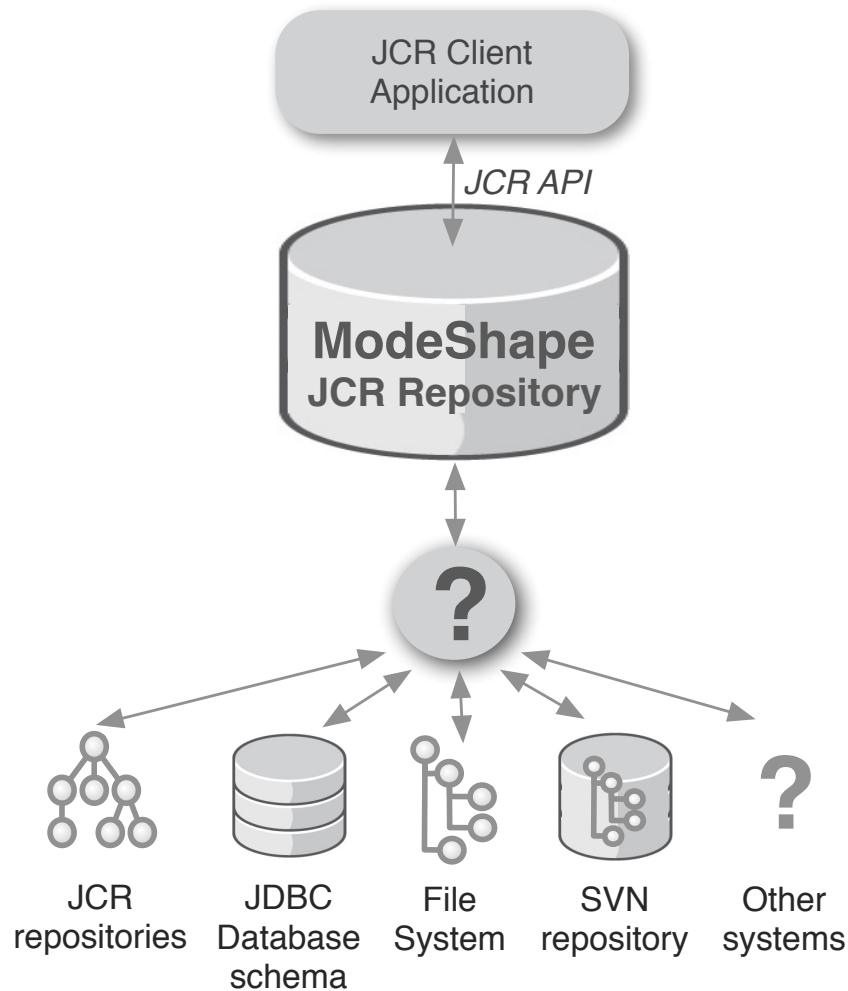 JCR Client
Application
JCR API
ModeShape
JCR Repository
?
?
JCR
repositories
JDBC
Database
schema
File
System
SVN
repository
Other
systems